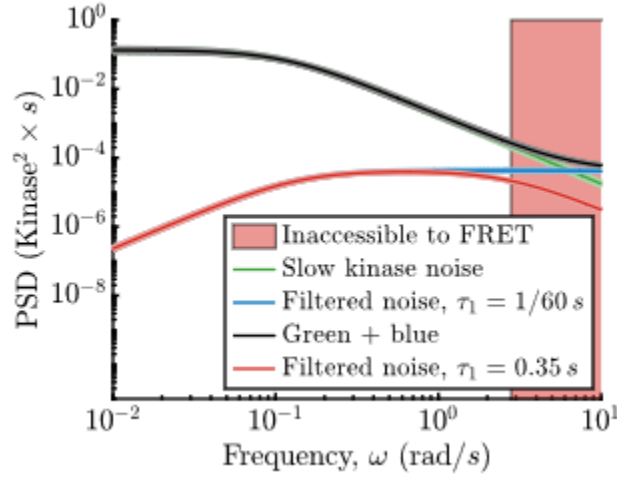 10^0
10^-2
10^-4
10^-6
10^-8
PSD (Kinase^2 × s)
Inaccessible to FRET
Slow kinase noise
Filtered noise, τ_1 = 1/60 s
Green + blue
Filtered noise, τ_1 = 0.35 s
10^-2 10^-1 10^0 10^1
Frequency, ω (rad/s)